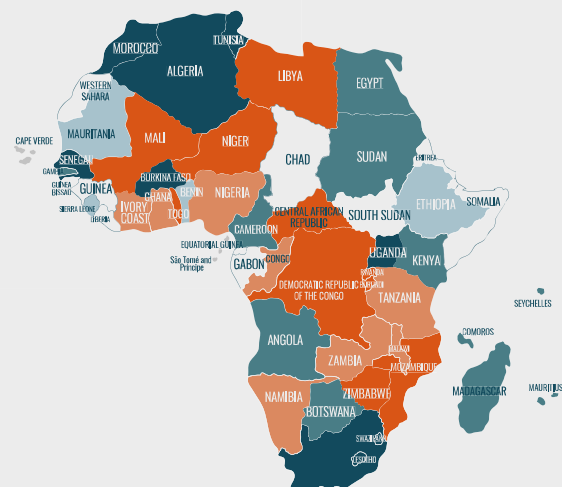 TUNISIA
MOROCCO
ALGERIA
LIBYA
EGYPT
WESTERN
SAHARA
MAURITANIA
MALI
NIGER
CHAD
SUDAN
ERITREA
CAPE VERDE
SENEGAL
GAMBIA
GUINEA
BISSAU
GUINEA
SIERRA LEONE
LIBERIA
IVORY
COAST
BURKINA FASO
GHANA
TOGO
BENIN
NIGERIA
CAMEROON
CENTRAL AFRICAN
REPUBLIC
SOUTH SUDAN
ETHIOPIA
SOMALIA
EQUATORIAL GUINEA
São Tomé and
Príncipe
GABON
CONGO
DEMOCRATIC REPUBLIC
OF THE CONGO
UGANDA
KENYA
RWANDA
BURUNDI
TANZANIA
SEYCHELLES
COMOROS
ANGOLA
ZAMBIA
MALAWI
MOZAMBIQUE
ZIMBABWE
MADAGASCAR
MAURITIUS
NAMIBIA
BOTSWANA
SWAZILAND
LESOTHO